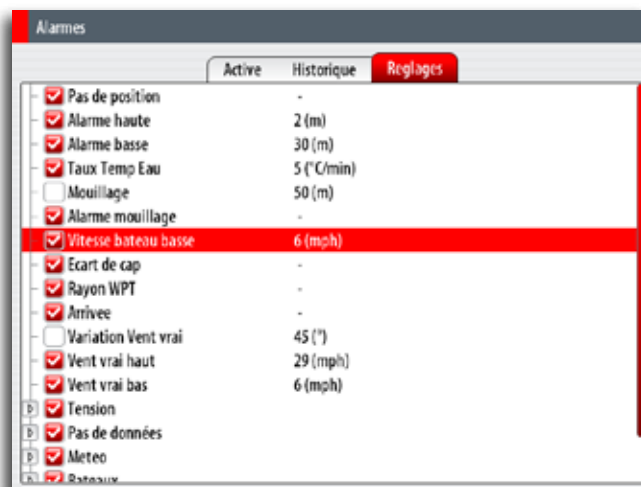 Alarmes
Active Historique Reglages
Pas de position -
Alarme haute 2 (m)
Alarme basse 30 (m)
Taux Temp Eau 5 (°C/min)
Mouillage 50 (m)
Alarme mouillage -
Vitesse bateau basse 6 (mph)
Ecart de cap -
Rayon WPT -
Arrivee -
Variation Vent vrai 45 (°)
Vent vrai haut 29 (mph)
Vent vrai bas 6 (mph)
Tension
Pas de données
Meteo
Bateaux